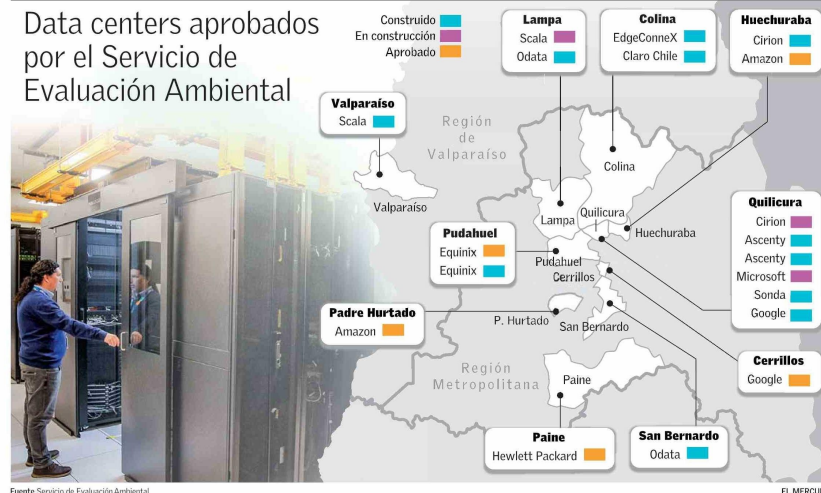 Data centers aprobados
por el Servicio de
Evaluación Ambiental
Construido
En construcción
Aprobado
Lampa
Scala
Odata
Colina
EdgeConneX
Claro Chile
Huechuraba
Cirion
Amazon
Valparaíso
Scala
Región
de
Valparaíso
Valparaíso
Colina
Lampa
Quilicura
Huechuraba
Pudahuel
Cerrillos
P. Hurtado
San Bernardo
Paine
Región
Metropolitana
Pudahuel
Equinix
Equinix
Quilicura
Cirion
Ascenty
Ascenty
Microsoft
Sonda
Google
Padre Hurtado
Amazon
Cerrillos
Google
Paine
Hewlett Packard
San Bernardo
Odata
Fuente Servicio de Evaluación Ambiental